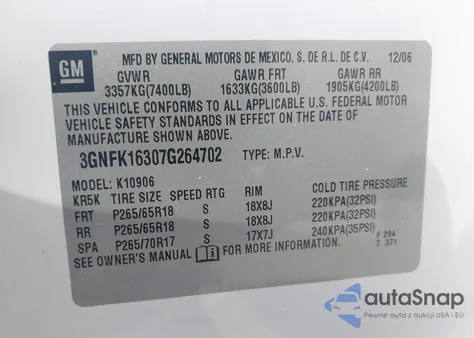 GM
MFD BY GENERAL MOTORS DE MEXICO, S. DE R.L. DE C.V. 12/06
GVWR GAWR FRT GAWR RR
3357KG(7400LB) 1633KG(3600LB) 1905KG(4200LB)
THIS VEHICLE CONFORMS TO ALL APPLICABLE U.S. FEDERAL MOTOR
VEHICLE SAFETY STANDARDS IN EFFECT ON THE DATE OF
MANUFACTURE SHOWN ABOVE.
3GNFK16307G264702 TYPE: M.P.V.
MODEL: K10906
KR5K TIRE SIZE SPEED RTG RIM COLD TIRE PRESSURE
FRT P265/65R18 S 18X8J 220KPA(32PSI)
RR P265/65R18 S 18X8J 220KPA(32PSI)
SPA P265/70R17 S 17X7J 240KPA(35PSI)
SEE OWNER'S MANUAL FOR MORE INFORMATION
F 294
T 371
autoSnap
Pewne auto z aukcji USA i EU